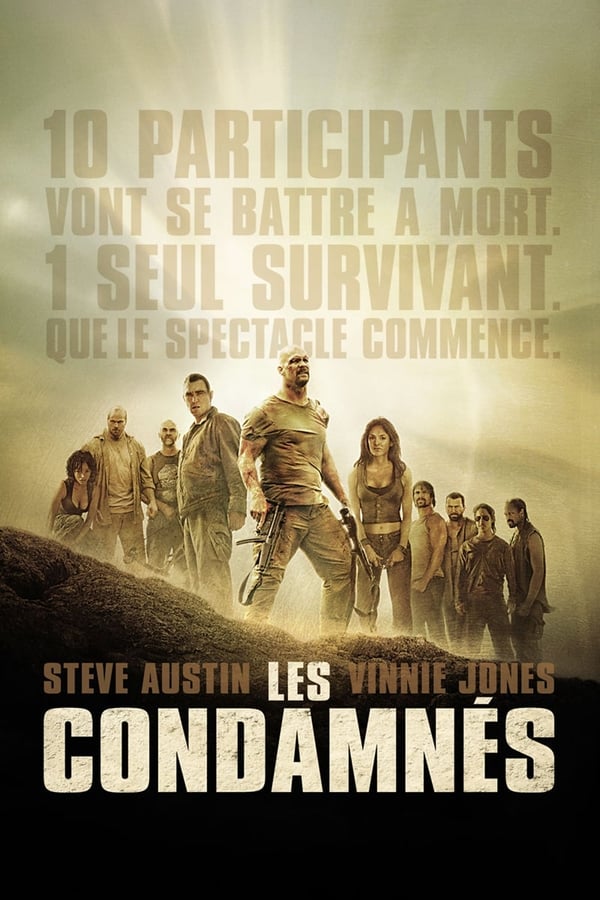 10 PARTICIPANTS
VONT SE BATTRE A MORT.
1 SEUL SURVIVANT.
QUE LE SPECTACLE COMMENCE.
STEVE AUSTIN LES VINNIE JONES
CONDAMNÉS